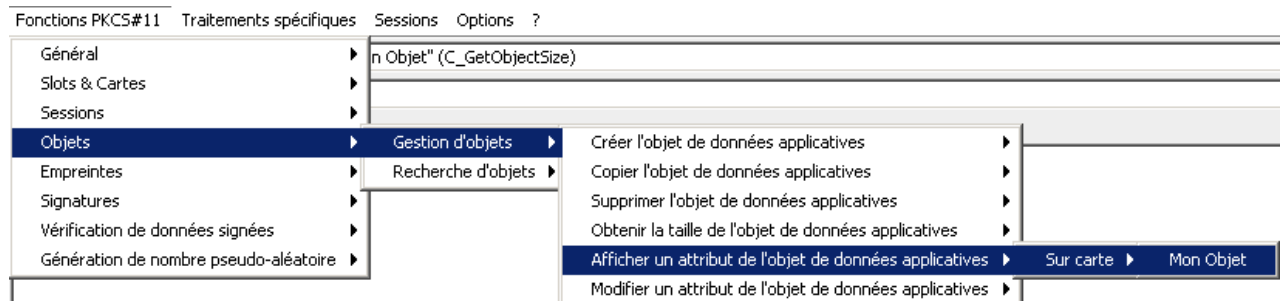 Fonctions PKCS#11 Traitements spécifiques Sessions Options ?
Général
n Objet" (C_GetObjectSize)
Slots & Cartes
Sessions
Objets Gestion d'objets Créer l'objet de données applicatives
Empreintes Recherche d'objets Copier l'objet de données applicatives
Signatures Supprimer l'objet de données applicatives
Vérification de données signées Obtenir la taille de l'objet de données applicatives
Génération de nombre pseudo-aléatoire Afficher un attribut de l'objet de données applicatives Sur carte Mon Objet
Modifier un attribut de l'objet de données applicatives